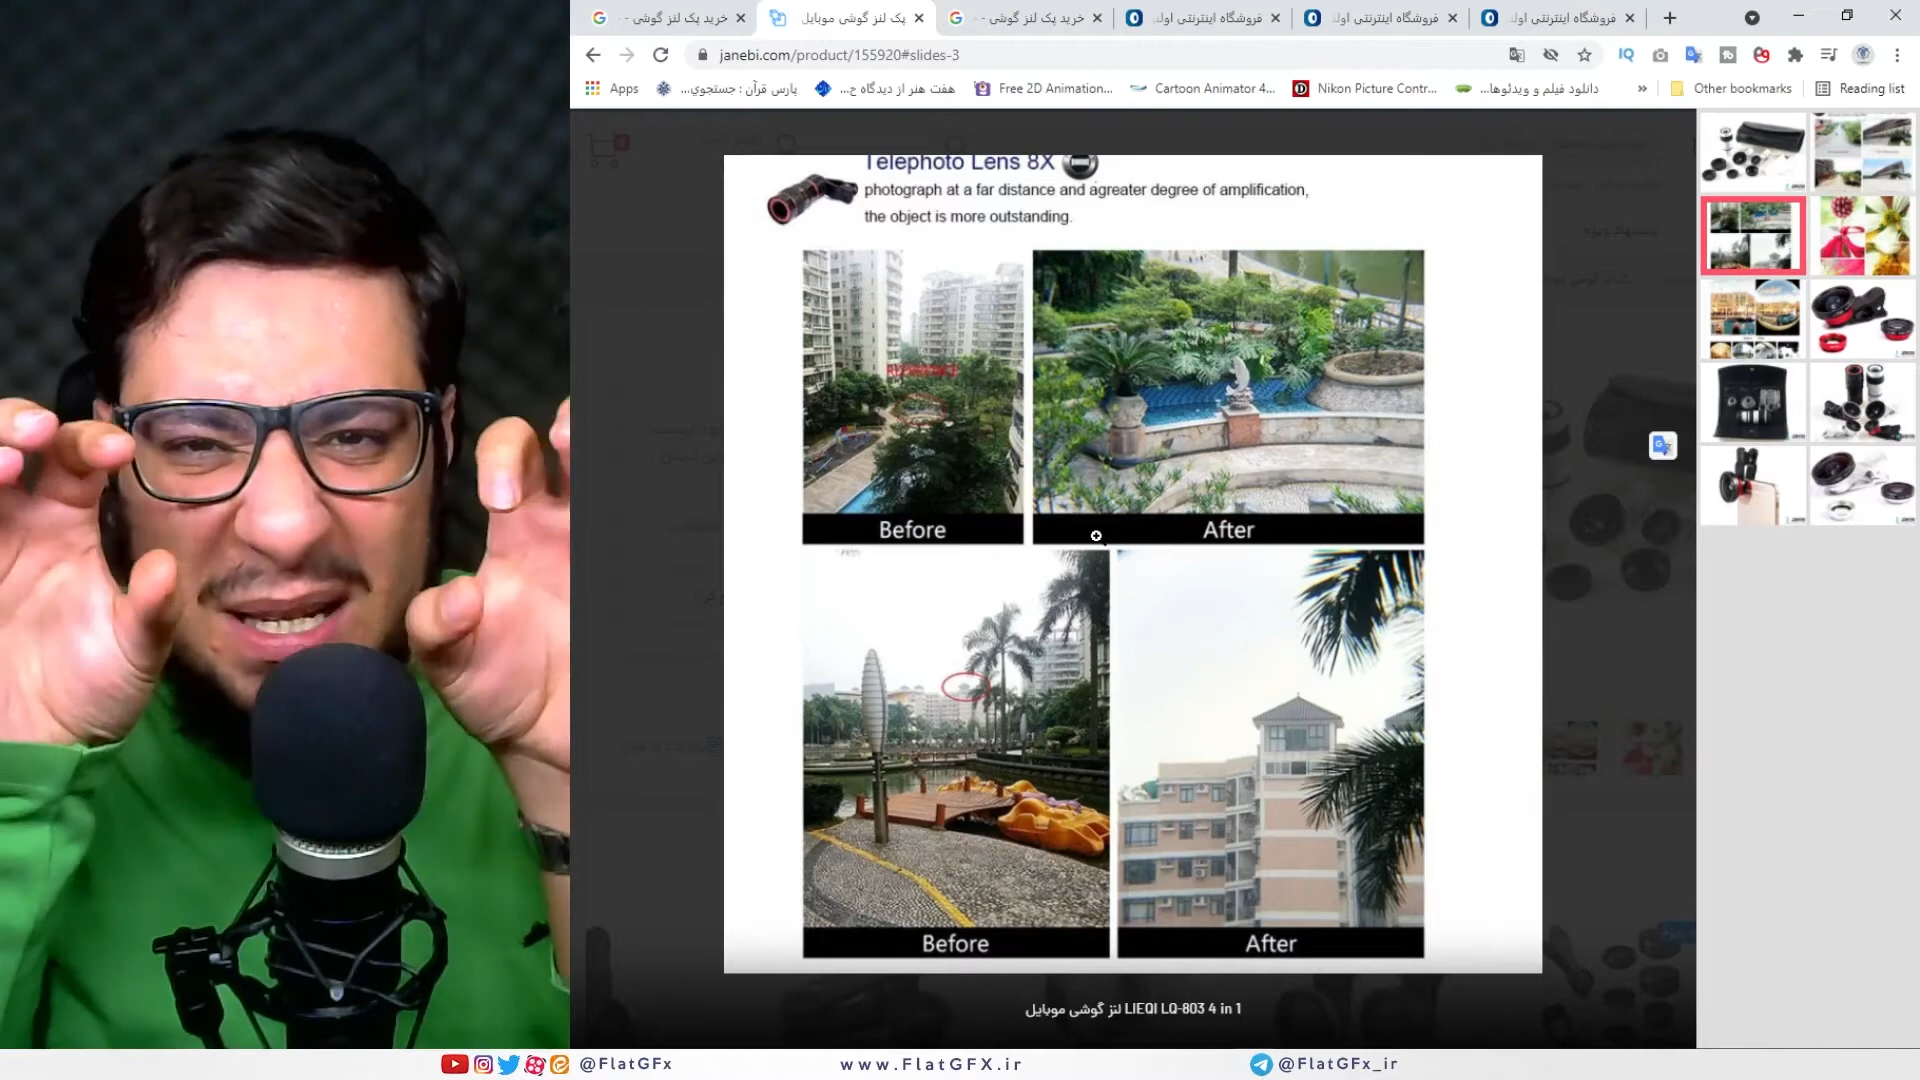 خرید پک لنز گوشی - 
پک لنز گوشی موبایل
خرید پک لنز گوشی - 
فروشگاه اینترنتی اولد
فروشگاه اینترنتی اولد
فروشگاه اینترنتی اولد
janebi.com/product/155920#slides-3
Apps
پارس قرآن : جستجوي...
هفت هنر از دیدگاه ح...
Free 2D Animation...
Cartoon Animator 4...
Nikon Picture Contr...
دانلود فیلم و ویدئوها...
»
Other bookmarks
Reading list
Telephoto Lens 8X
photograph at a far distance and agreater degree of amplification,
the object is more outstanding.
Before
After
Before
After
لنز گوشی موبایل LIEQI LQ-803 4 in 1
@FlatGFx
www.FlatGFX.ir
@FlatGFx_ir